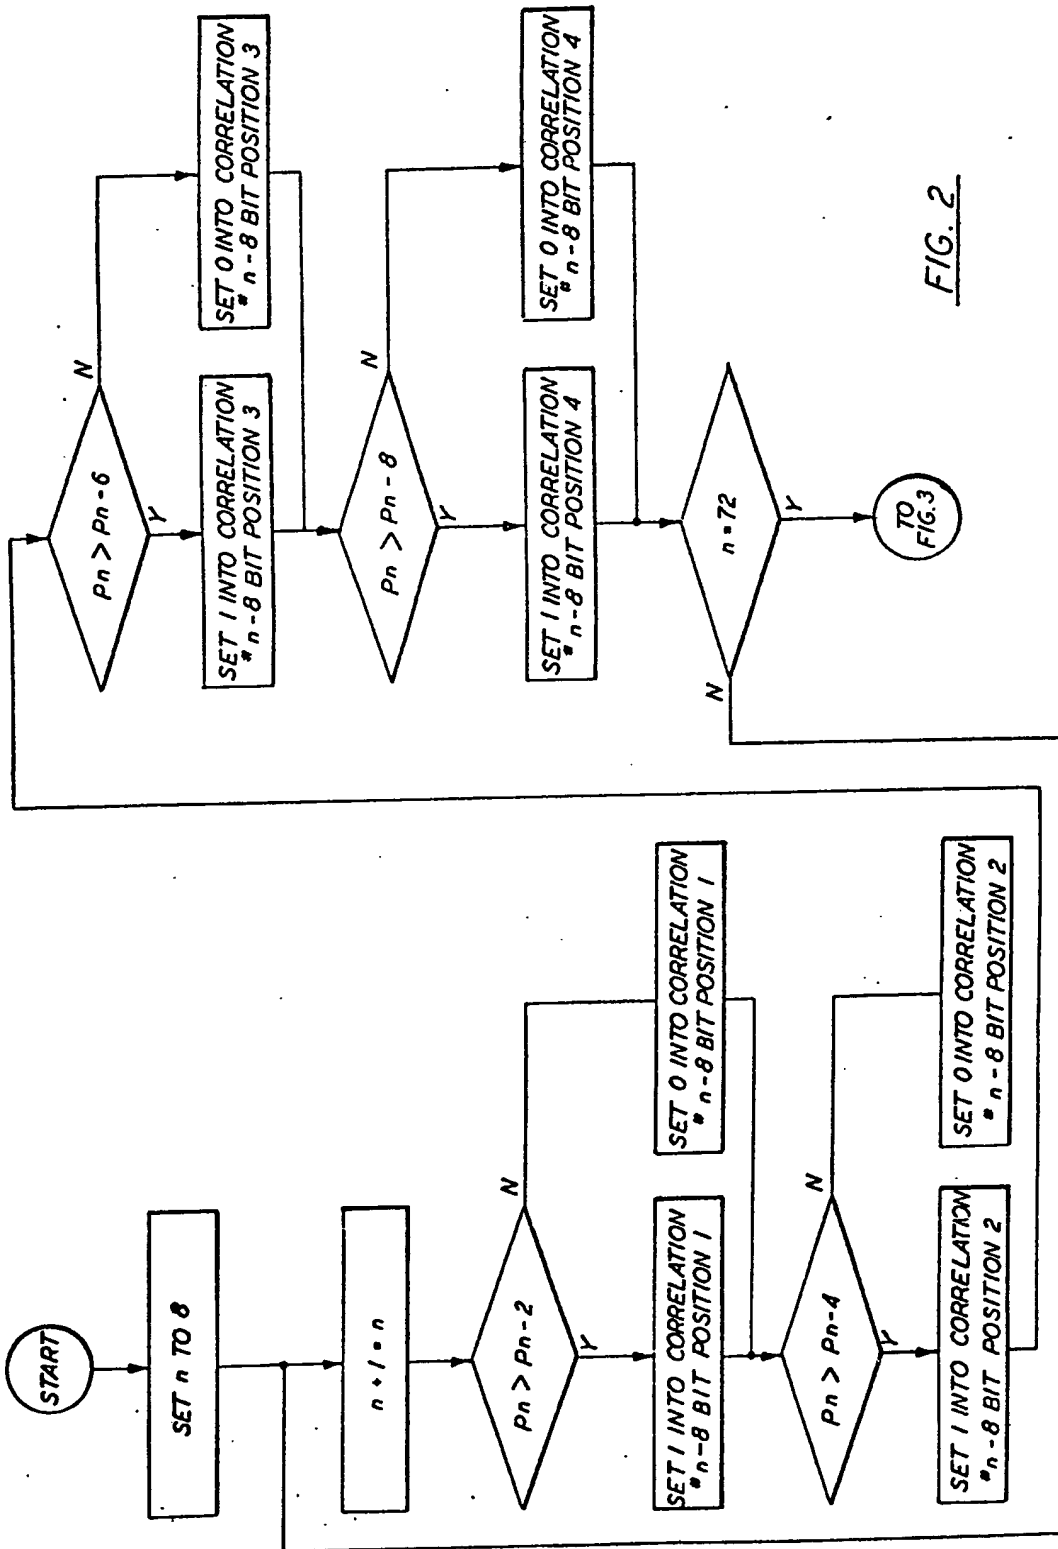 START
SET n TO 8
n + 1 = n
Pn > Pn-2
N
Y
SET 1 INTO CORRELATION
# n-8 BIT POSITION 1
SET 0 INTO CORRELATION
# n-8 BIT POSITION 1
Pn > Pn-4
N
Y
SET 1 INTO CORRELATION
# n-8 BIT POSITION 2
SET 0 INTO CORRELATION
# n-8 BIT POSITION 2
Pn > Pn-6
N
Y
SET 1 INTO CORRELATION
# n-8 BIT POSITION 3
SET 0 INTO CORRELATION
# n-8 BIT POSITION 3
Pn > Pn-8
N
Y
SET 1 INTO CORRELATION
# n-8 BIT POSITION 4
SET 0 INTO CORRELATION
# n-8 BIT POSITION 4
n = 72
N
Y
TO
FIG.3
FIG. 2